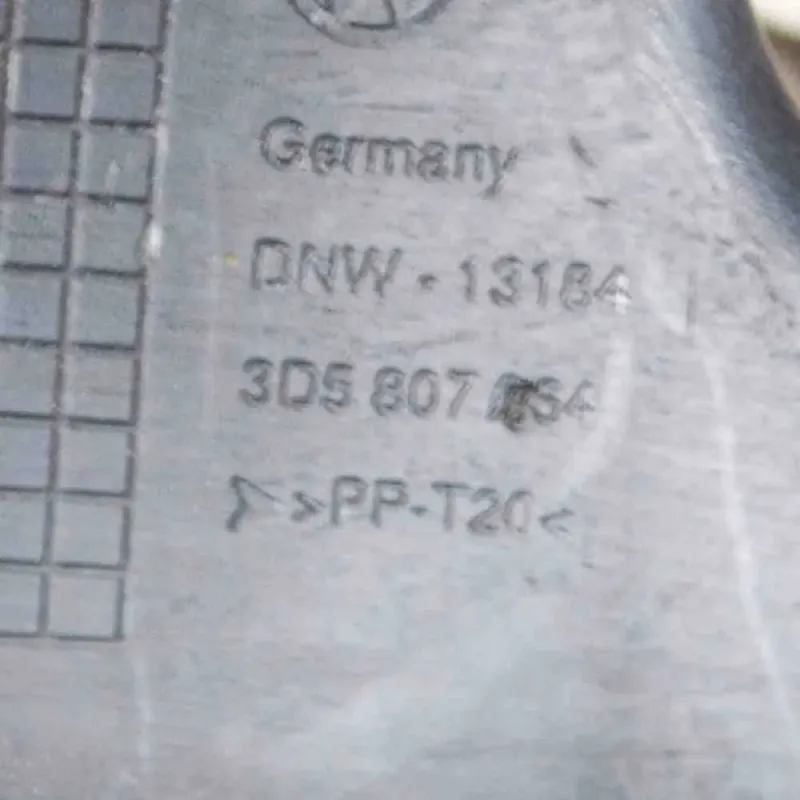 Germany
DNW - 13184
3D5 807
>PP-T20<